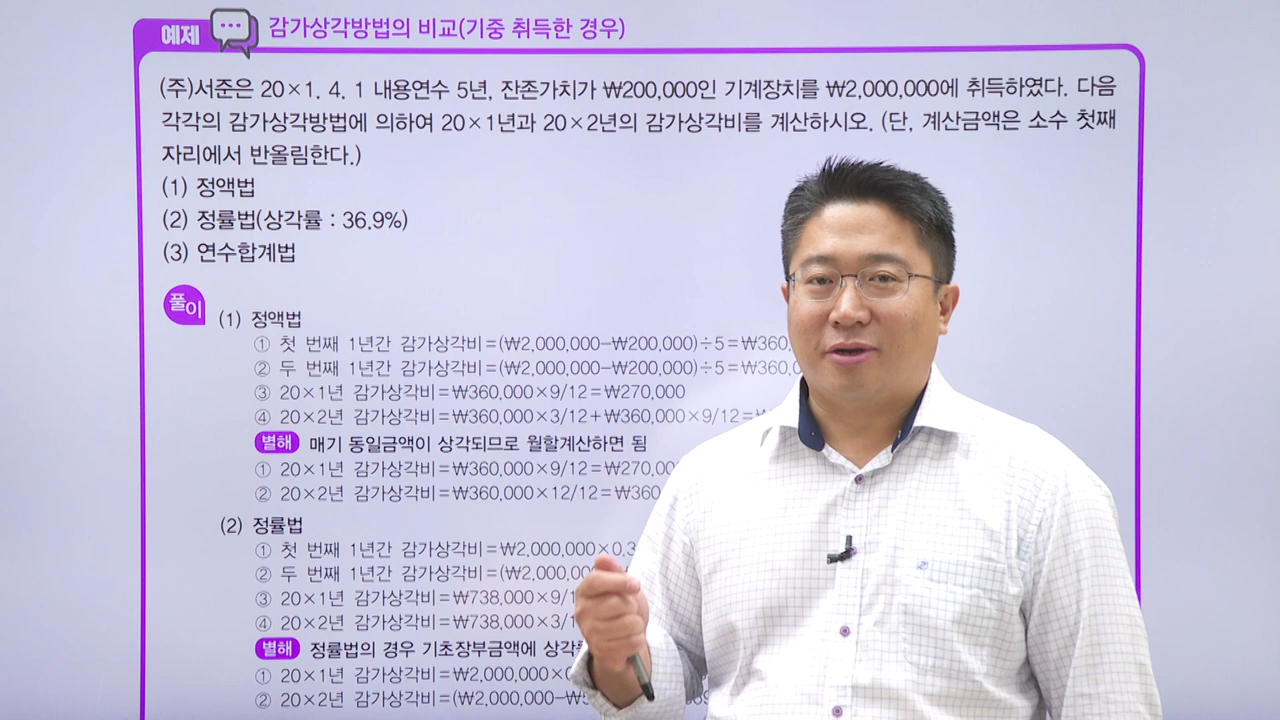 예제 감가상각방법의 비교(기중 취득한 경우)
(주)서준은 20×1. 4. 1 내용연수 5년, 잔존가치가 ₩200,000인 기계장치를 ₩2,000,000에 취득하였다. 다음
각각의 감가상각방법에 의하여 20×1년과 20×2년의 감가상각비를 계산하시오. (단, 계산금액은 소수 첫째
자리에서 반올림한다.)
(1) 정액법
(2) 정률법(상각률 : 36.9%)
(3) 연수합계법
풀이
(1) 정액법
① 첫 번째 1년간 감가상각비=(₩2,000,000-₩200,000)÷5=₩360,
② 두 번째 1년간 감가상각비=(₩2,000,000-₩200,000)÷5=₩360,0
③ 20×1년 감가상각비=₩360,000×9/12=₩270,000
④ 20×2년 감가상각비=₩360,000×3/12+₩360,000×9/12=₩
별해 매기 동일금액이 상각되므로 월할계산하면 됨
① 20×1년 감가상각비=₩360,000×9/12=₩270,00
② 20×2년 감가상각비=₩360,000×12/12=₩360
(2) 정률법
① 첫 번째 1년간 감가상각비=₩2,000,000×0.3
② 두 번째 1년간 감가상각비=(₩2,000,00
③ 20×1년 감가상각비=₩738,000×9/1
④ 20×2년 감가상각비=₩738,000×3/1
별해 정률법의 경우 기초장부금액에 상각
① 20×1년 감가상각비=₩2,000,000×0
② 20×2년 감가상각비=(₩2,000,000-₩